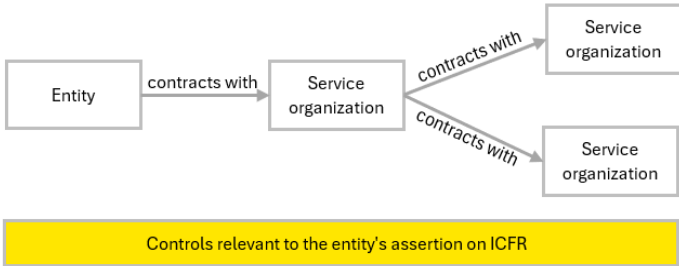 Entity
contracts with
Service
organization
contracts with
Service
organization
contracts with
Service
organization
Controls relevant to the entity's assertion on ICFR